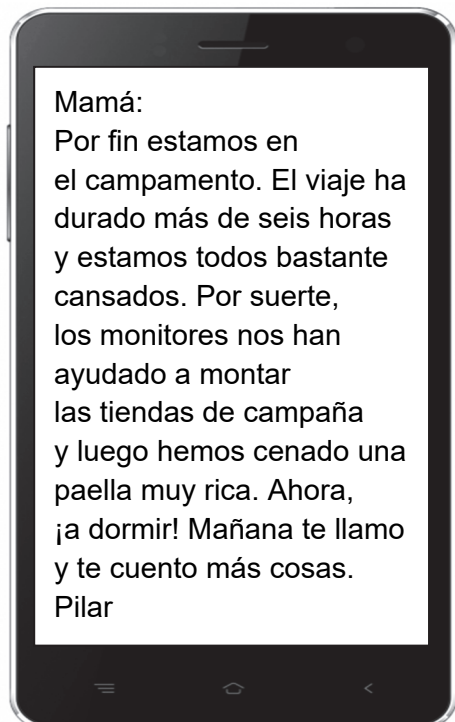 Mamá:
Por fin estamos en
el campamento. El viaje ha
durado más de seis horas
y estamos todos bastante
cansados. Por suerte,
los monitores nos han
ayudado a montar
las tiendas de campaña
y luego hemos cenado una
paella muy rica. Ahora,
¡a dormir! Mañana te llamo
y te cuento más cosas.
Pilar